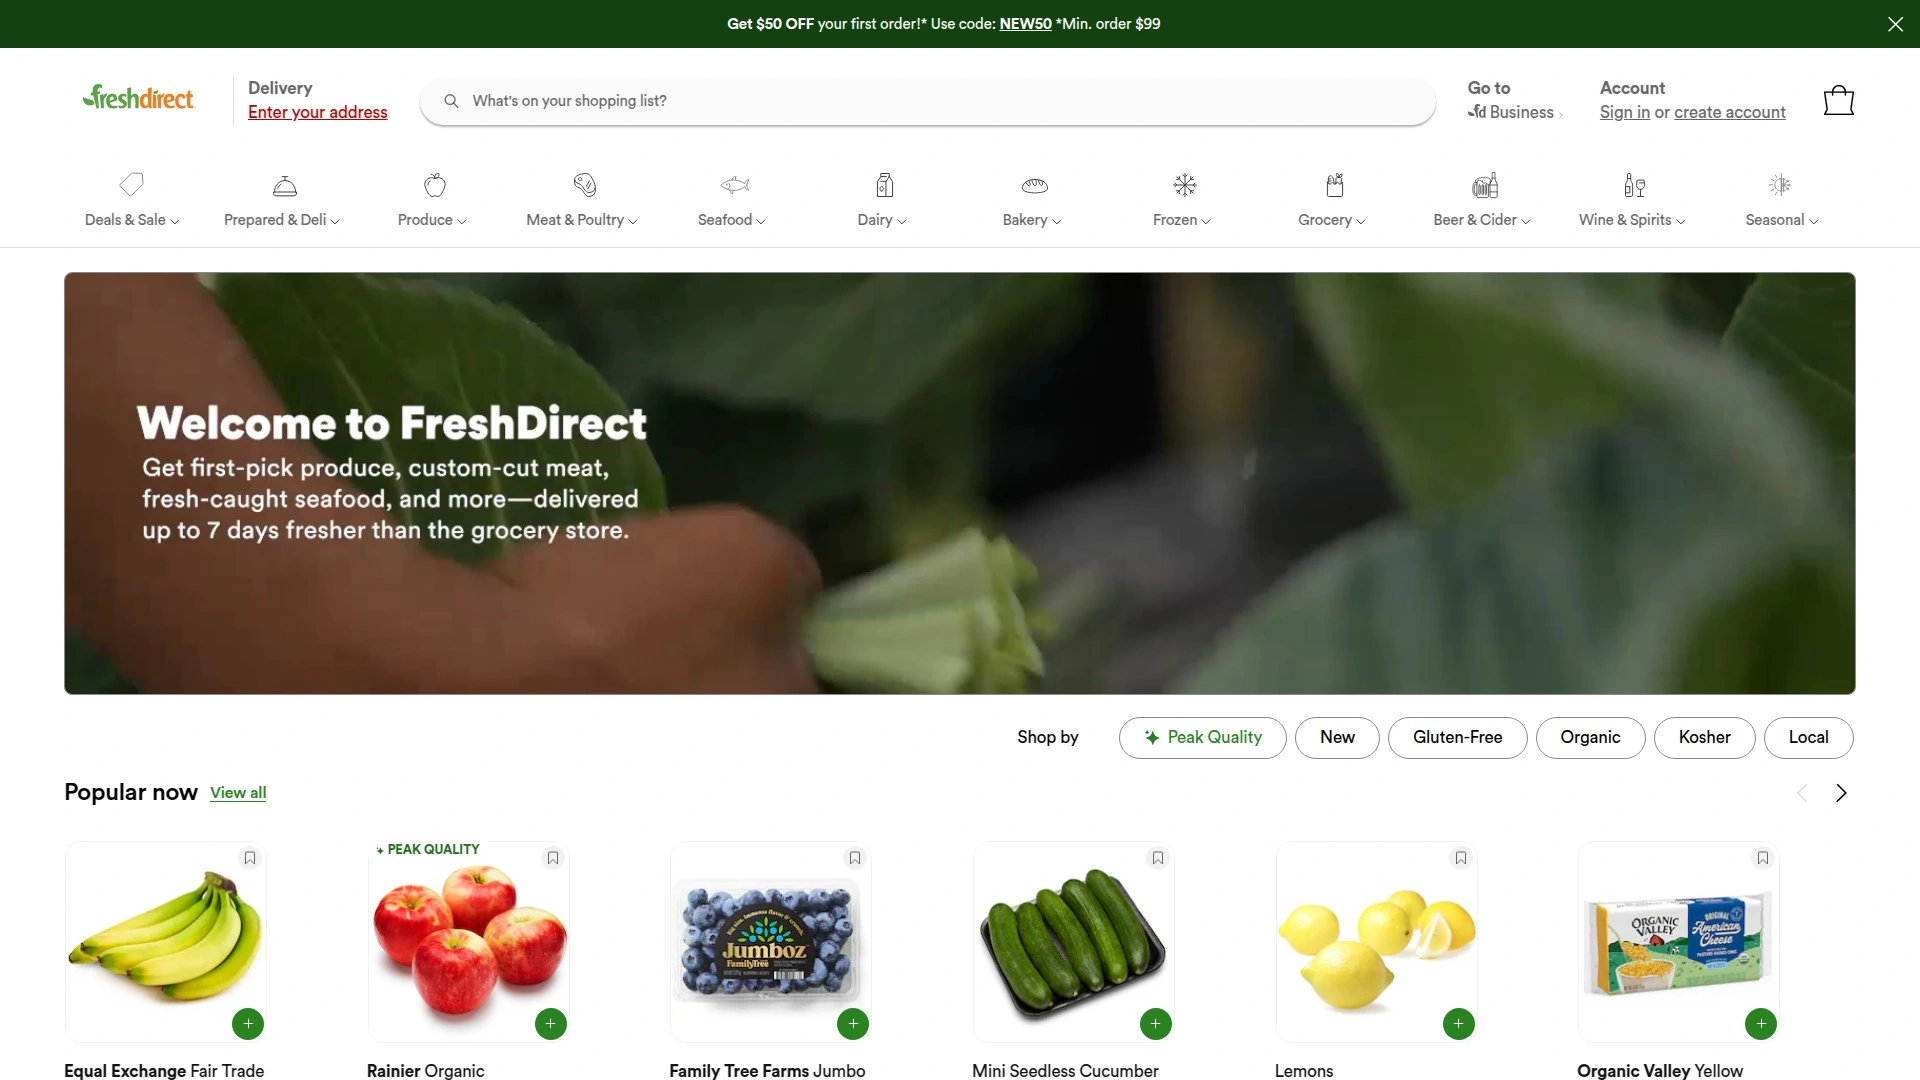 Get $50 OFF your first order!* Use code: NEW50 *Min. order $99
freshdirect
Delivery
Enter your address
What's on your shopping list?
Go to
fd Business
Account
Sign in or create account
Deals & Sale
Prepared & Deli
Produce
Meat & Poultry
Seafood
Dairy
Bakery
Frozen
Grocery
Beer & Cider
Wine & Spirits
Seasonal
Welcome to FreshDirect
Get first-pick produce, custom-cut meat,
fresh-caught seafood, and more—delivered
up to 7 days fresher than the grocery store.
Shop by
Peak Quality
New
Gluten-Free
Organic
Kosher
Local
Popular now View all
PEAK QUALITY
Jumboz
FamilyTree
ORGANIC
VALLEY
ORIGINAL
American
Cheese
Equal Exchange Fair Trade
Rainier Organic
Family Tree Farms Jumbo
Mini Seedless Cucumber
Lemons
Organic Valley Yellow